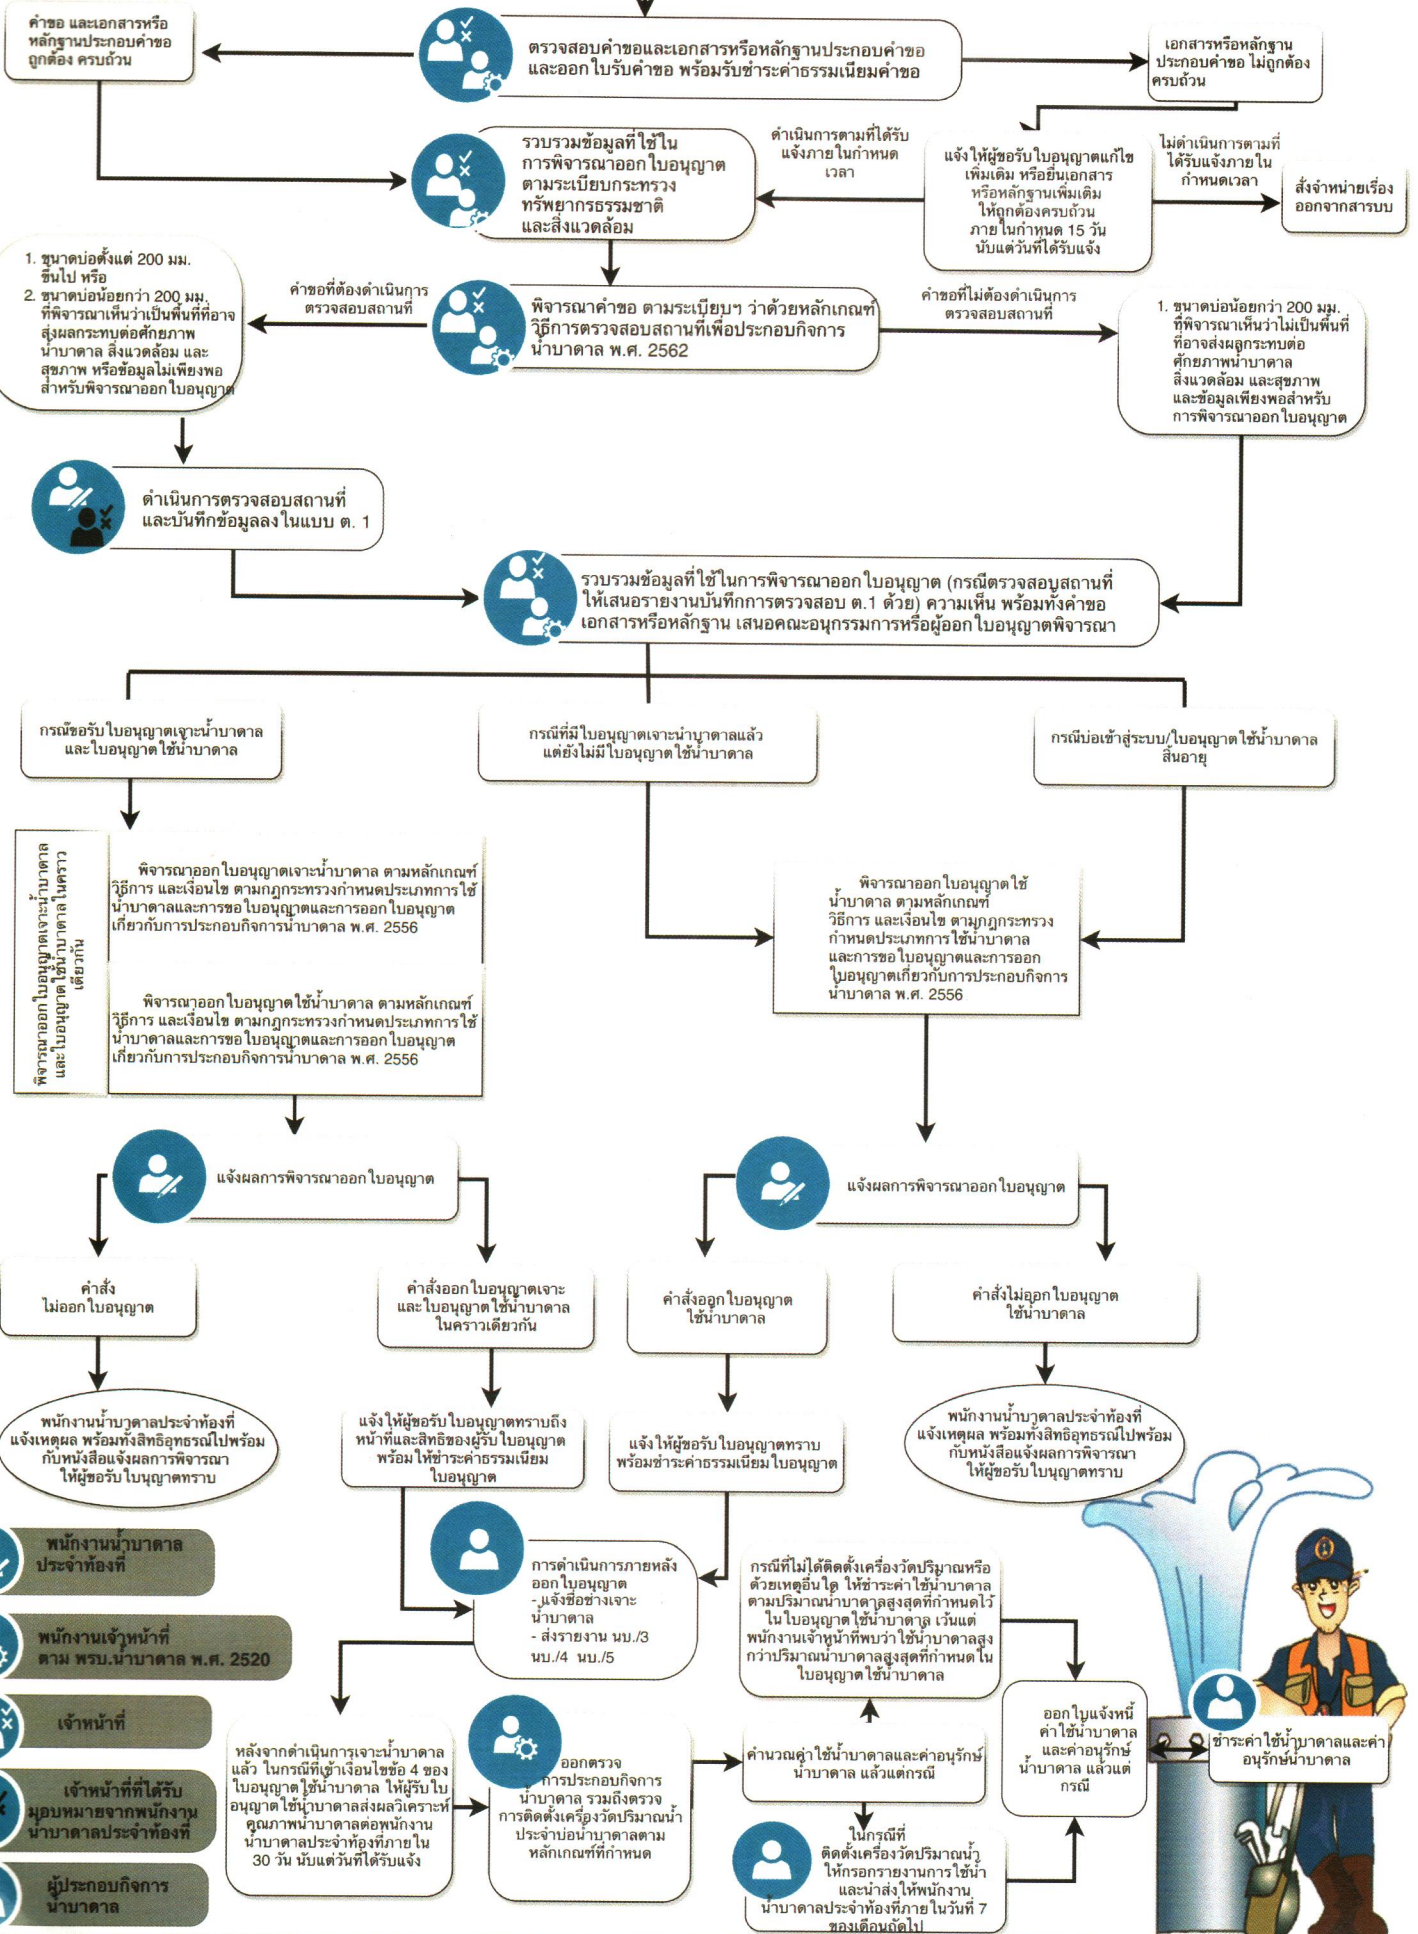 คำขอ และเอกสารหรือ
หลักฐานประกอบคำขอ
ถูกต้อง ครบถ้วน
ตรวจสอบคำขอและเอกสารหรือหลักฐานประกอบคำขอ
และออกใบรับคำขอ พร้อมรับชำระค่าธรรมเนียมคำขอ
เอกสารหรือหลักฐาน
ประกอบคำขอ ไม่ถูกต้อง
ครบถ้วน
รวบรวมข้อมูลที่ใช้ใน
การพิจารณาออกใบอนุญาต
ตามระเบียบกระทรวง
ทรัพยากรธรรมชาติ
และสิ่งแวดล้อม
ดำเนินการตามที่ได้รับ
แจ้งภายในกำหนด
เวลา
แจ้งให้ผู้ขอรับใบอนุญาตแก้ไข
เพิ่มเติม หรือยื่นเอกสาร
หรือหลักฐานเพิ่มเติม
ให้ถูกต้องครบถ้วน
ภายในกำหนด 15 วัน
นับแต่วันที่ได้รับแจ้ง
ไม่ดำเนินการตามที่
ได้รับแจ้งภายใน
กำหนดเวลา
สั่งจำหน่ายเรื่อง
ออกจากสารบบ
1. ขนาดบ่อตั้งแต่ 200 มม.
ขึ้นไป หรือ
2. ขนาดบ่อน้อยกว่า 200 มม.
ที่พิจารณาเห็นว่าเป็นพื้นที่ที่อาจ
ส่งผลกระทบต่อศักยภาพ
น้ำบาดาล สิ่งแวดล้อม และ
สุขภาพ หรือข้อมูลไม่เพียงพอ
สำหรับพิจารณาออกใบอนุญาต
คำขอที่ต้องดำเนินการ
ตรวจสอบสถานที่
พิจารณาคำขอ ตามระเบียบฯ ว่าด้วยหลักเกณฑ์
วิธีการตรวจสอบสถานที่เพื่อประกอบกิจการ
น้ำบาดาล พ.ศ. 2562
คำขอที่ไม่ต้องดำเนินการ
ตรวจสอบสถานที่
1. ขนาดบ่อน้อยกว่า 200 มม.
ที่พิจารณาเห็นว่าไม่เป็นพื้นที่
ที่อาจส่งผลกระทบต่อ
ศักยภาพน้ำบาดาล
สิ่งแวดล้อม และสุขภาพ
และข้อมูลเพียงพอสำหรับ
การพิจารณาออกใบอนุญาต
ดำเนินการตรวจสอบสถานที่
และบันทึกข้อมูลลงในแบบ ต. 1
รวบรวมข้อมูลที่ใช้ในการพิจารณาออกใบอนุญาต (กรณีตรวจสอบสถานที่
ให้เสนอรายงานบันทึกการตรวจสอบ ต.1 ด้วย) ความเห็น พร้อมทั้งคำขอ
เอกสารหรือหลักฐาน เสนอคณะอนุกรรมการหรือผู้ออกใบอนุญาตพิจารณา
กรณีขอรับใบอนุญาตเจาะน้ำบาดาล
และใบอนุญาตใช้น้ำบาดาล
กรณีที่มีใบอนุญาตเจาะน้ำบาดาลแล้ว
แต่ยังไม่มีใบอนุญาตใช้น้ำบาดาล
กรณีบ่อเข้าสู่ระบบ/ใบอนุญาตใช้น้ำบาดาล
สิ้นอายุ
พิจารณาออกใบอนุญาตเจาะน้ำบาดาล
และใบอนุญาตใช้น้ำบาดาลในคราว
เดียวกัน
พิจารณาออกใบอนุญาตเจาะน้ำบาดาล ตามหลักเกณฑ์
วิธีการ และเงื่อนไข ตามกฎกระทรวงกำหนดประเภทการใช้
น้ำบาดาลและการขอใบอนุญาตและการออกใบอนุญาต
เกี่ยวกับการประกอบกิจการน้ำบาดาล พ.ศ. 2556
พิจารณาออกใบอนุญาตใช้น้ำบาดาล ตามหลักเกณฑ์
วิธีการ และเงื่อนไข ตามกฎกระทรวงกำหนดประเภทการใช้
น้ำบาดาลและการขอใบอนุญาตและการออกใบอนุญาต
เกี่ยวกับการประกอบกิจการน้ำบาดาล พ.ศ. 2556
พิจารณาออกใบอนุญาตใช้
น้ำบาดาล ตามหลักเกณฑ์
วิธีการ และเงื่อนไข ตามกฎกระทรวง
กำหนดประเภทการใช้น้ำบาดาล
และการขอใบอนุญาตและการออก
ใบอนุญาตเกี่ยวกับการประกอบกิจการ
น้ำบาดาล พ.ศ. 2556
แจ้งผลการพิจารณาออกใบอนุญาต
แจ้งผลการพิจารณาออกใบอนุญาต
คำสั่ง
ไม่ออกใบอนุญาต
คำสั่งออกใบอนุญาตเจาะ
และใบอนุญาตใช้น้ำบาดาล
ในคราวเดียวกัน
คำสั่งออกใบอนุญาต
ใช้น้ำบาดาล
คำสั่งไม่ออกใบอนุญาต
ใช้น้ำบาดาล
พนักงานน้ำบาดาลประจำท้องที่
แจ้งเหตุผล พร้อมทั้งสิทธิอุทธรณ์ไปพร้อม
กับหนังสือแจ้งผลการพิจารณา
ให้ผู้ขอรับใบนุญาตทราบ
แจ้งให้ผู้ขอรับใบอนุญาตทราบถึง
หน้าที่และสิทธิของผู้รับใบอนุญาต
พร้อมให้ชำระค่าธรรมเนียม
ใบอนุญาต
แจ้งให้ผู้ขอรับใบอนุญาตทราบ
พร้อมชำระค่าธรรมเนียมใบอนุญาต
พนักงานน้ำบาดาลประจำท้องที่
แจ้งเหตุผล พร้อมทั้งสิทธิอุทธรณ์ไปพร้อม
กับหนังสือแจ้งผลการพิจารณา
ให้ผู้ขอรับใบนุญาตทราบ
พนักงานน้ำบาดาล
ประจำท้องที่
พนักงานเจ้าหน้าที่
ตาม พรบ.น้ำบาดาล พ.ศ. 2520
เจ้าหน้าที่
เจ้าหน้าที่ที่ได้รับ
มอบหมายจากพนักงาน
น้ำบาดาลประจำท้องที่
ผู้ประกอบกิจการ
น้ำบาดาล
การดำเนินการภายหลัง
ออกใบอนุญาต
- แจ้งชื่อช่างเจาะ
น้ำบาดาล
- ส่งรายงาน นบ./3
นบ./4 นบ./5
กรณีที่ไม่ได้ติดตั้งเครื่องวัดปริมาณหรือ
ด้วยเหตุอื่นใด ให้ชำระค่าใช้น้ำบาดาล
ตามปริมาณน้ำบาดาลสูงสุดที่กำหนดไว้
ในใบอนุญาตใช้น้ำบาดาล เว้นแต่
พนักงานเจ้าหน้าที่พบว่าใช้น้ำบาดาลสูง
กว่าปริมาณน้ำบาดาลสูงสุดที่กำหนดใน
ใบอนุญาตใช้น้ำบาดาล
หลังจากดำเนินการเจาะน้ำบาดาล
แล้ว ในกรณีที่เข้าเงื่อนไขข้อ 4 ของ
ใบอนุญาตใช้น้ำบาดาล ให้ผู้รับใบ
อนุญาตใช้น้ำบาดาลส่งผลวิเคราะห์
คุณภาพน้ำบาดาลต่อพนักงาน
น้ำบาดาลประจำท้องที่ภายใน
30 วัน นับแต่วันที่ได้รับแจ้ง
ออกตรวจ
การประกอบกิจการ
น้ำบาดาล รวมถึงตรวจ
การติดตั้งเครื่องวัดปริมาณน้ำ
ประจำบ่อน้ำบาดาลตาม
หลักเกณฑ์ที่กำหนด
คำนวณค่าใช้น้ำบาดาลและค่าอนุรักษ์
น้ำบาดาล แล้วแต่กรณี
ออกใบแจ้งหนี้
ค่าใช้น้ำบาดาล
และค่าอนุรักษ์
น้ำบาดาล แล้วแต่
กรณี
ชำระค่าใช้น้ำบาดาลและค่า
อนุรักษ์น้ำบาดาล
ในกรณีที่
ติดตั้งเครื่องวัดปริมาณน้ำ
ให้กรอกรายงานการใช้น้ำ
และนำส่งให้พนักงาน
น้ำบาดาลประจำท้องที่ภายในวันที่ 7
ของเดือนถัดไป